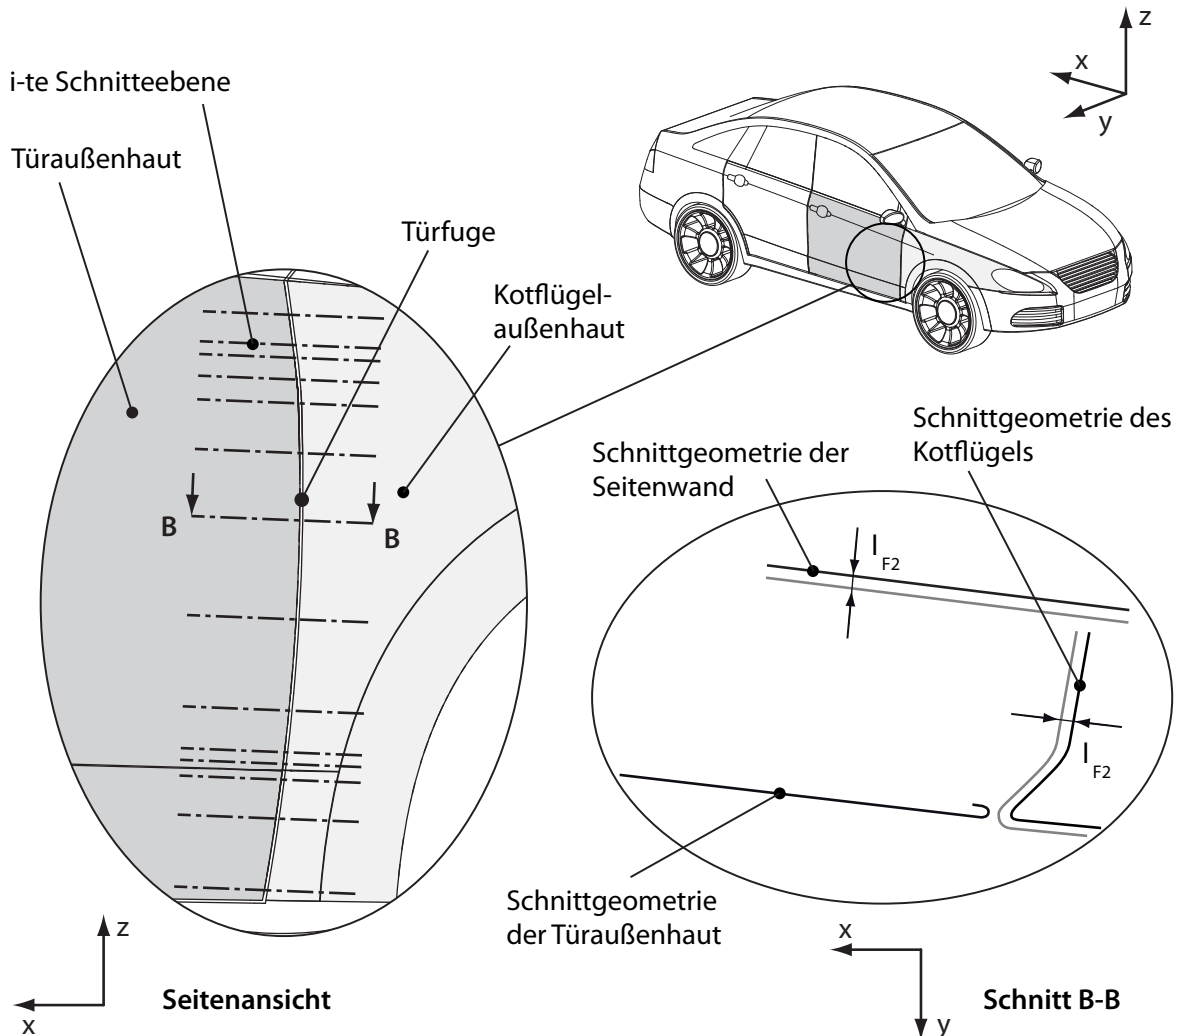 z
x
y
i-te Schnitteebene
Türaußenhaut
Türfuge
Kotflügel-
außenhaut
B
B
z
x
Seitenansicht
Schnittgeometrie des
Kotflügels
Schnittgeometrie der
Seitenwand
l F2
l F2
Schnittgeometrie
der Türaußenhaut
x
y
Schnitt B-B